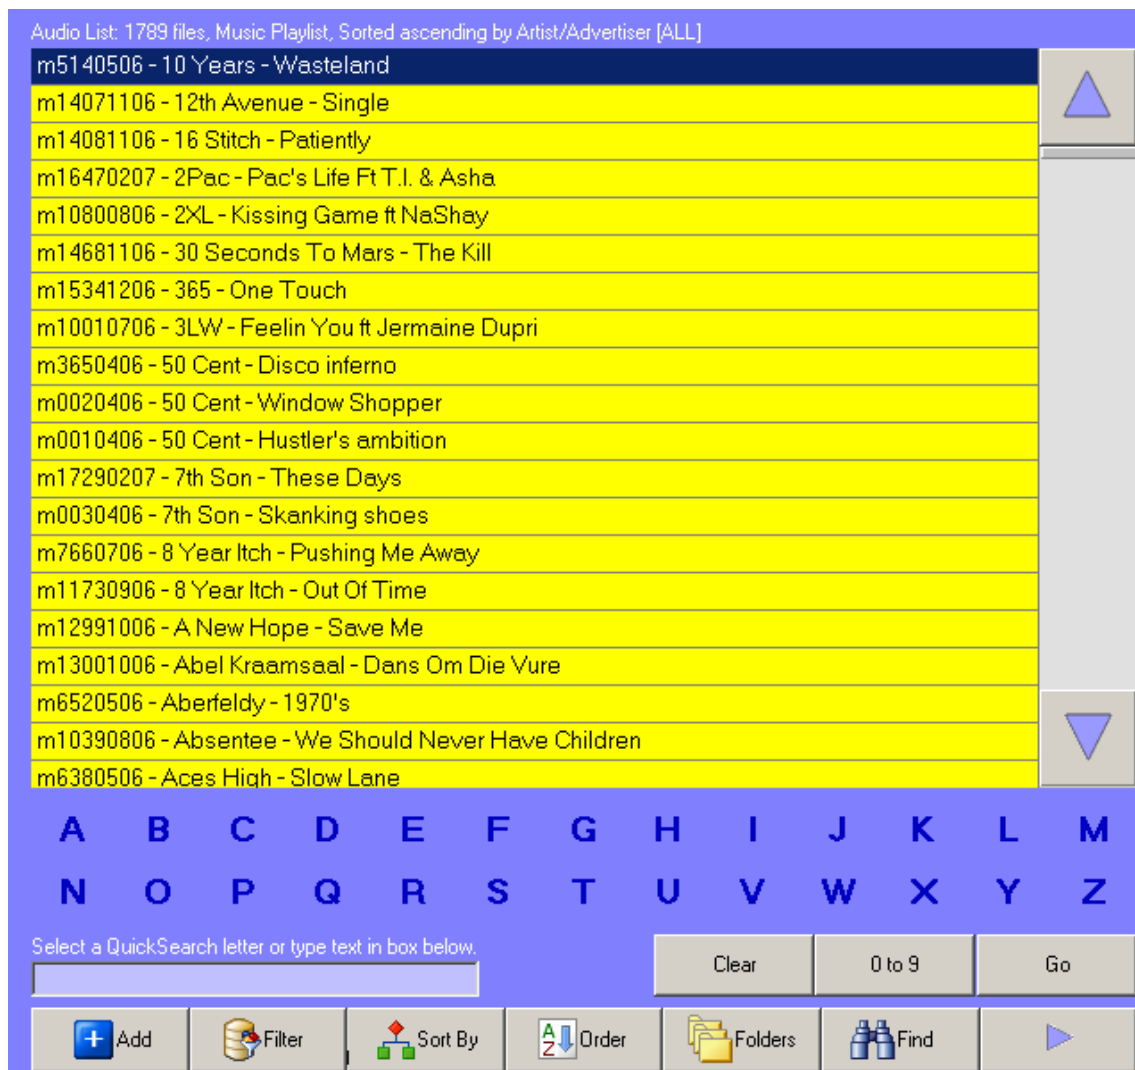 Audio List: 1789 files, Music Playlist, Sorted ascending by Artist/Advertiser [ALL]
m5140506 - 10 Years - Wasteland
m14071106 - 12th Avenue - Single
m14081106 - 16 Stitch - Patiently
m16470207 - 2Pac - Pac's Life Ft T.I. & Asha
m10800806 - 2XL - Kissing Game ft NaShay
m14681106 - 30 Seconds To Mars - The Kill
m15341206 - 365 - One Touch
m10010706 - 3LW - Feelin You ft Jermaine Dupri
m3650406 - 50 Cent - Disco inferno
m0020406 - 50 Cent - Window Shopper
m0010406 - 50 Cent - Hustler's ambition
m17290207 - 7th Son - These Days
m0030406 - 7th Son - Skanking shoes
m7660706 - 8 Year Itch - Pushing Me Away
m11730906 - 8 Year Itch - Out Of Time
m12991006 - A New Hope - Save Me
m13001006 - Abel Kraamsaal - Dans Om Die Vure
m6520506 - Aberfeldy - 1970's
m10390806 - Absentee - We Should Never Have Children
m6380506 - Aces High - Slow Lane
A B C D E F G H I J K L M
N O P Q R S T U V W X Y Z
Select a QuickSearch letter or type text in box below.
Clear 0 to 9 Go
Add Filter Sort By A Z Order Folders Find